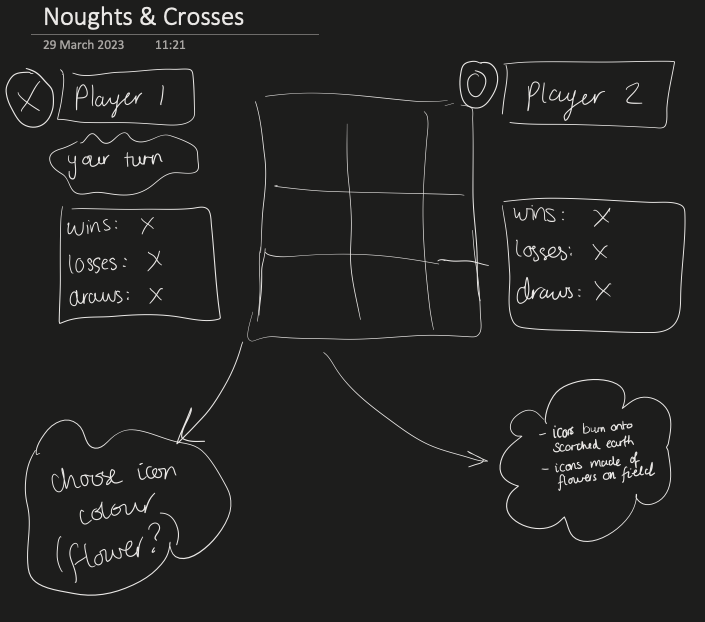 Noughts & Crosses
29 March 2023 11:21
X Player 1
O Player 2
your turn
wins: X
losses: X
draws: X
wins: X
losses: X
draws: X
choose icon
colour
(flower?)
- icons burn onto
scorched earth
- icons made of
flowers on field